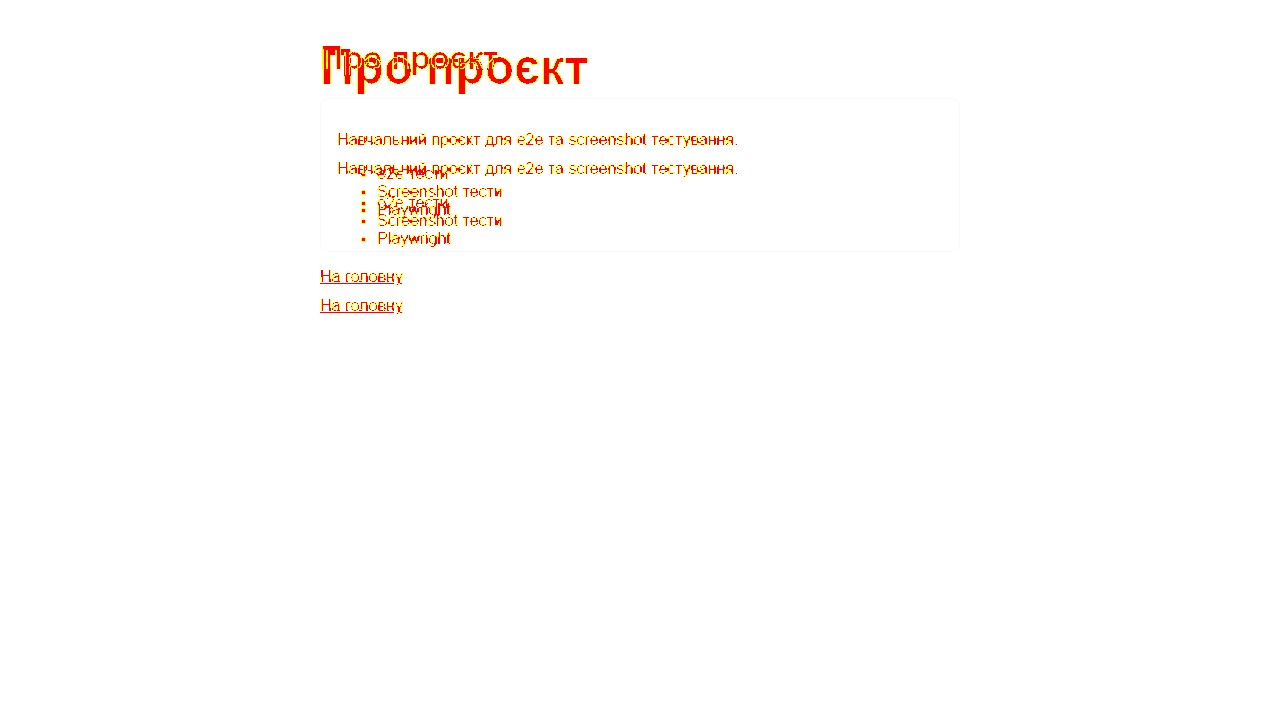 Про проєкт
Про проєкт
Навчальний проєкт для e2e та screenshot тестування.
Навчальний проєкт для e2e та screenshot тестування.
e2e тести
Screenshot тести
e2e тести
Playwright
Screenshot тести
Playwright
На головну
На головну